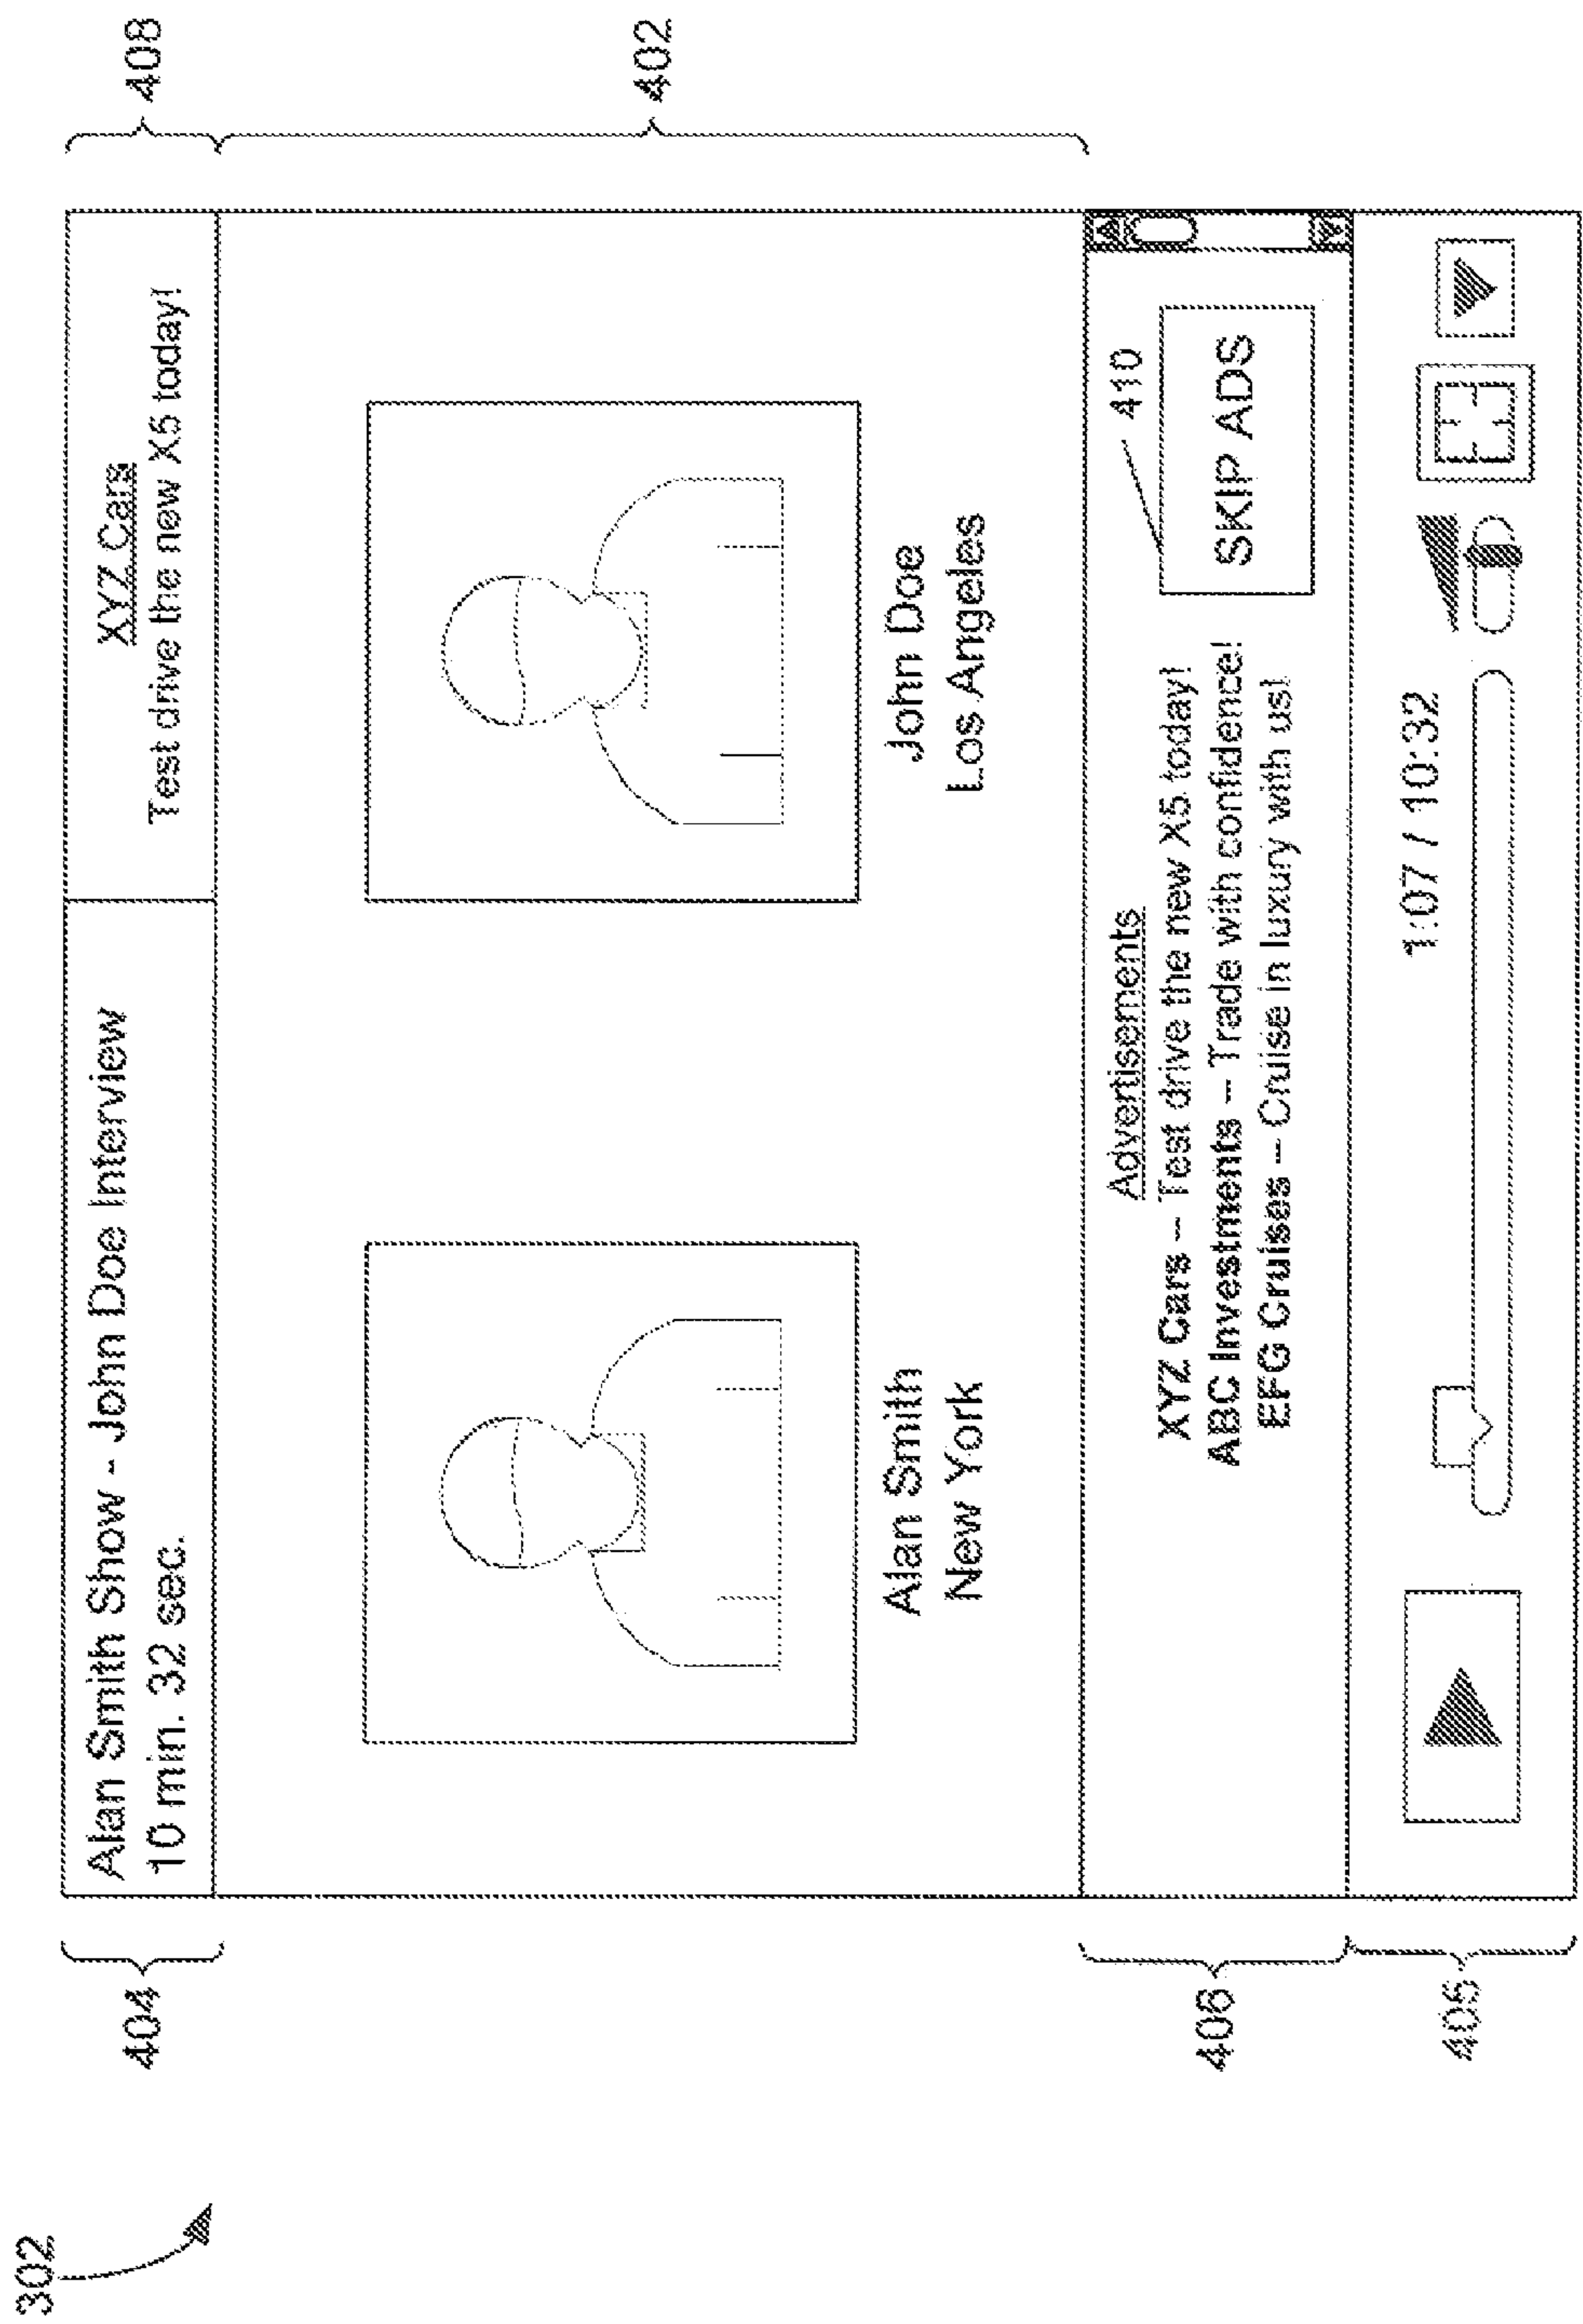 302
404
408
Alan Smith Show - John Doe Interview
10 min. 32 sec.
XYZ Cars
Test drive the new X5 today!
402
Alan Smith
New York
John Doe
Los Angeles
406
Advertisements
XYZ Cars – Test drive the new X5 today!
ABC Investments – Trade with confidence!
EFG Cruises – Cruise in luxury with us!
410
SKIP ADS
405
1:07 / 10:32